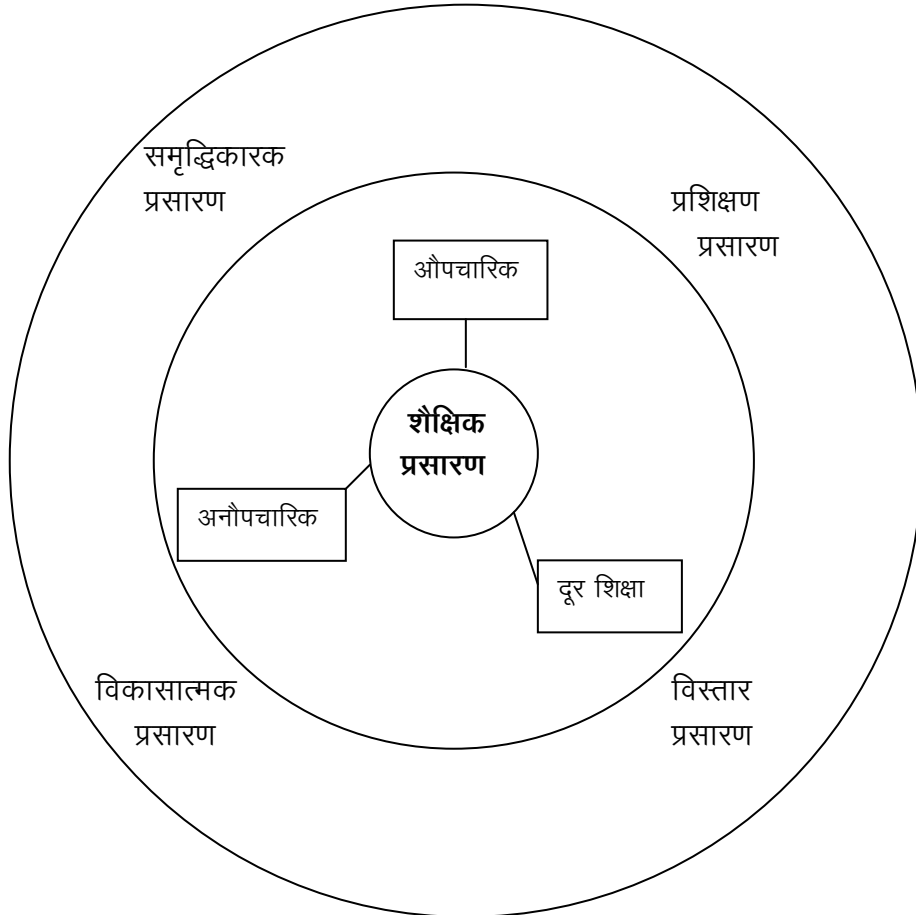 समृद्धिकारक
प्रसारण
प्रशिक्षण
प्रसारण
औपचारिक
शैक्षिक
प्रसारण
अनौपचारिक
दूर शिक्षा
विकासात्मक
प्रसारण
विस्तार
प्रसारण